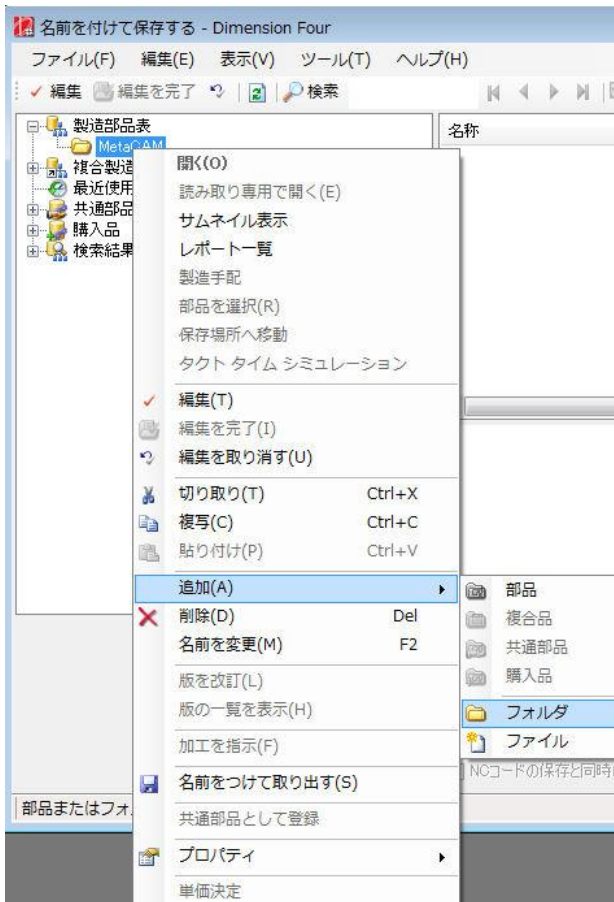 名前を付けて保存する - Dimension Four
ファイル(F) 編集(E) 表示(V) ツール(T) ヘルプ(H)
編集 編集を完了 検索
製造部品表
MetaCAM
複合製造
最近使用
共通部品
購入品
検索結果
名称
開く(O)
読み取り専用で開く(E)
サムネイル表示
レポート一覧
製造手配
部品を選択(R)
保存場所へ移動
タクト タイム シミュレーション
編集(T)
編集を完了(I)
編集を取り消す(U)
切り取り(T) Ctrl+X
複写(C) Ctrl+C
貼り付け(P) Ctrl+V
追加(A)
削除(D) Del
名前を変更(M) F2
版を改訂(L)
版の一覧を表示(H)
加工を指示(F)
名前をつけて取り出す(S)
共通部品として登録
プロパティ
単価決定
部品
複合品
共通部品
購入品
フォルダ
ファイル
NCコードの保存と同時
部品またはフォ